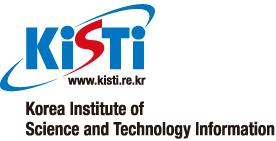 KiSTi
www.kisti.re.kr
Korea Institute of
Science and Technology Information